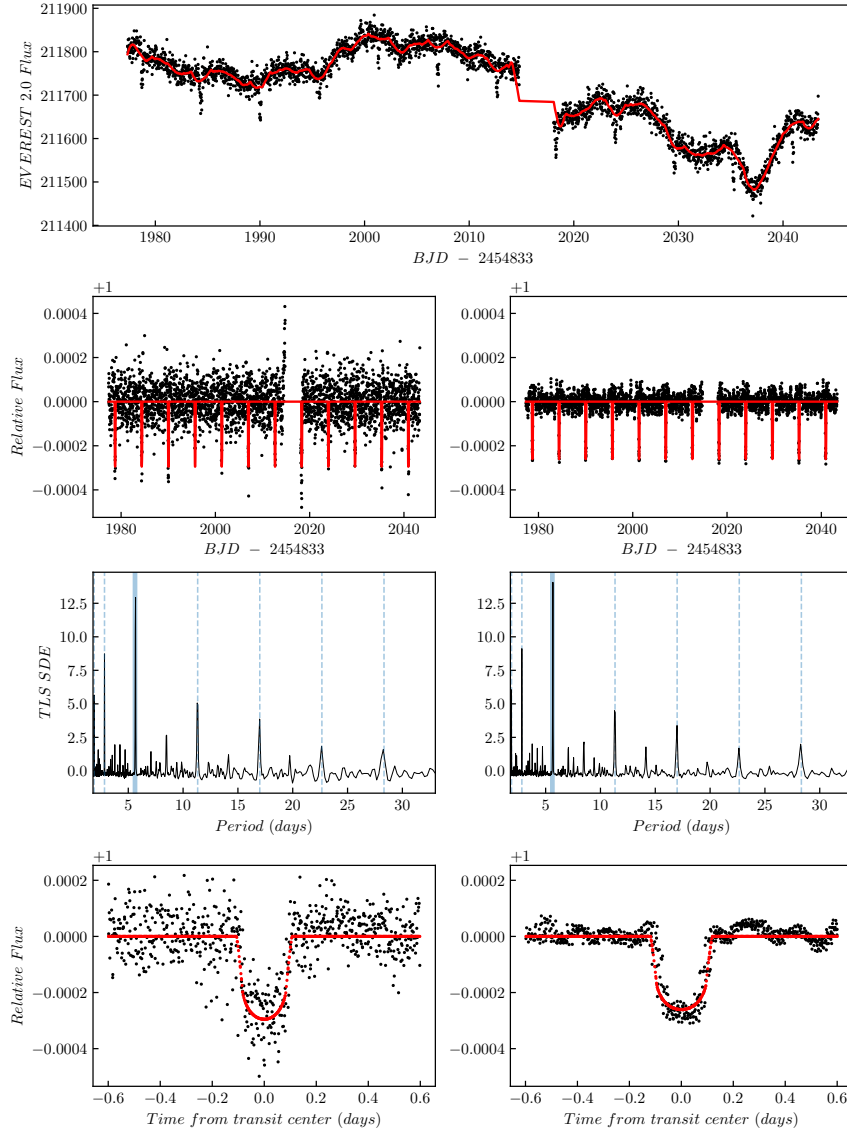 211900
211800
211700
211600
211500
211400
EVEREST 2.0 Flux
1980 1990 2000 2010 2020 2030 2040
BJD − 2454833
+1 +1
0.0004 0.0004
0.0002 0.0002
0.0000 0.0000
−0.0002 −0.0002
−0.0004 −0.0004
Relative Flux
1980 2000 2020 2040 1980 2000 2020 2040
BJD − 2454833 BJD − 2454833
12.5 12.5
10.0 10.0
7.5 7.5
5.0 5.0
2.5 2.5
0.0 0.0
TLS SDE
5 10 15 20 25 30 5 10 15 20 25 30
Period (days) Period (days)
+1 +1
0.0002 0.0002
0.0000 0.0000
−0.0002 −0.0002
−0.0004 −0.0004
Relative Flux
−0.6 −0.4 −0.2 0.0 0.2 0.4 0.6 −0.6 −0.4 −0.2 0.0 0.2 0.4 0.6
Time from transit center (days) Time from transit center (days)